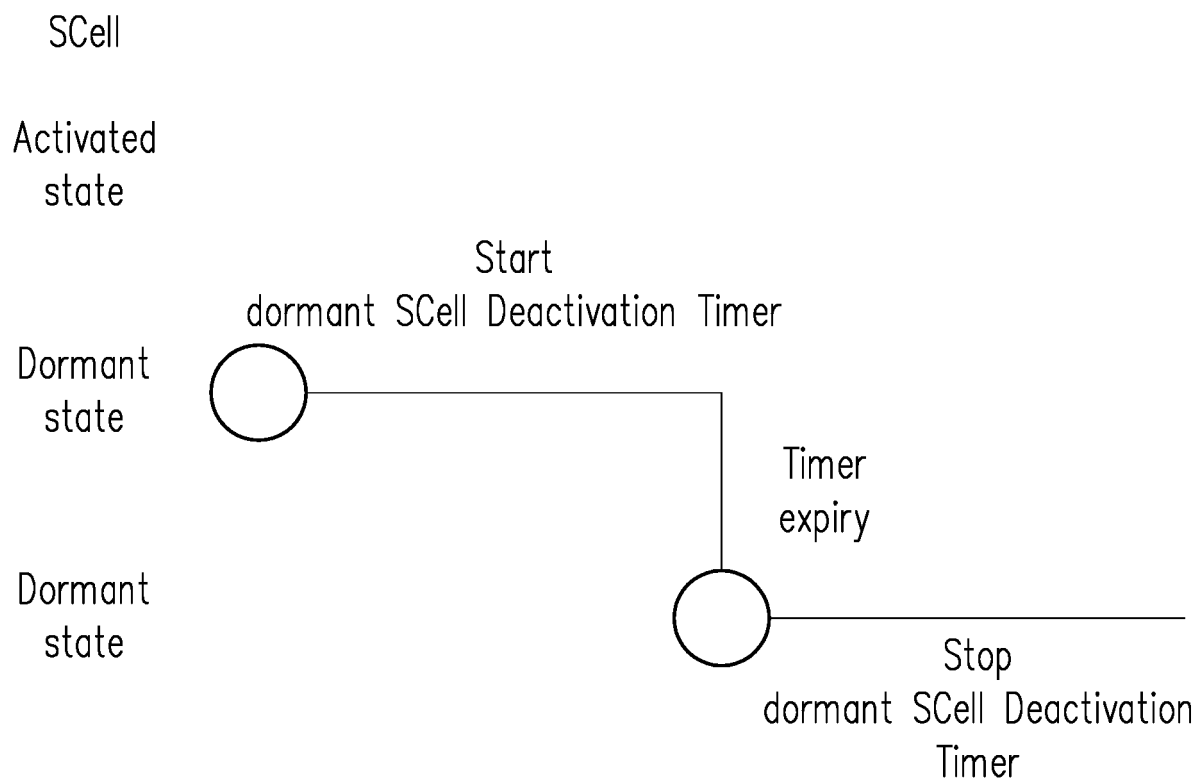 SCell
Activated
state
Start
dormant SCell Deactivation Timer
Dormant
state
Timer
expiry
Dormant
state
Stop
dormant SCell Deactivation
Timer